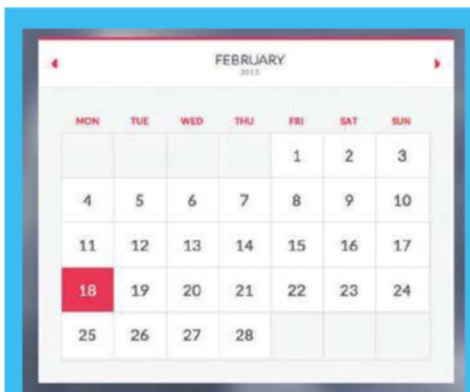 FEBRUARY
2013
MON TUE WED THU FRI SAT SUN
1 2 3
4 5 6 7 8 9 10
11 12 13 14 15 16 17
18 19 20 21 22 23 24
25 26 27 28